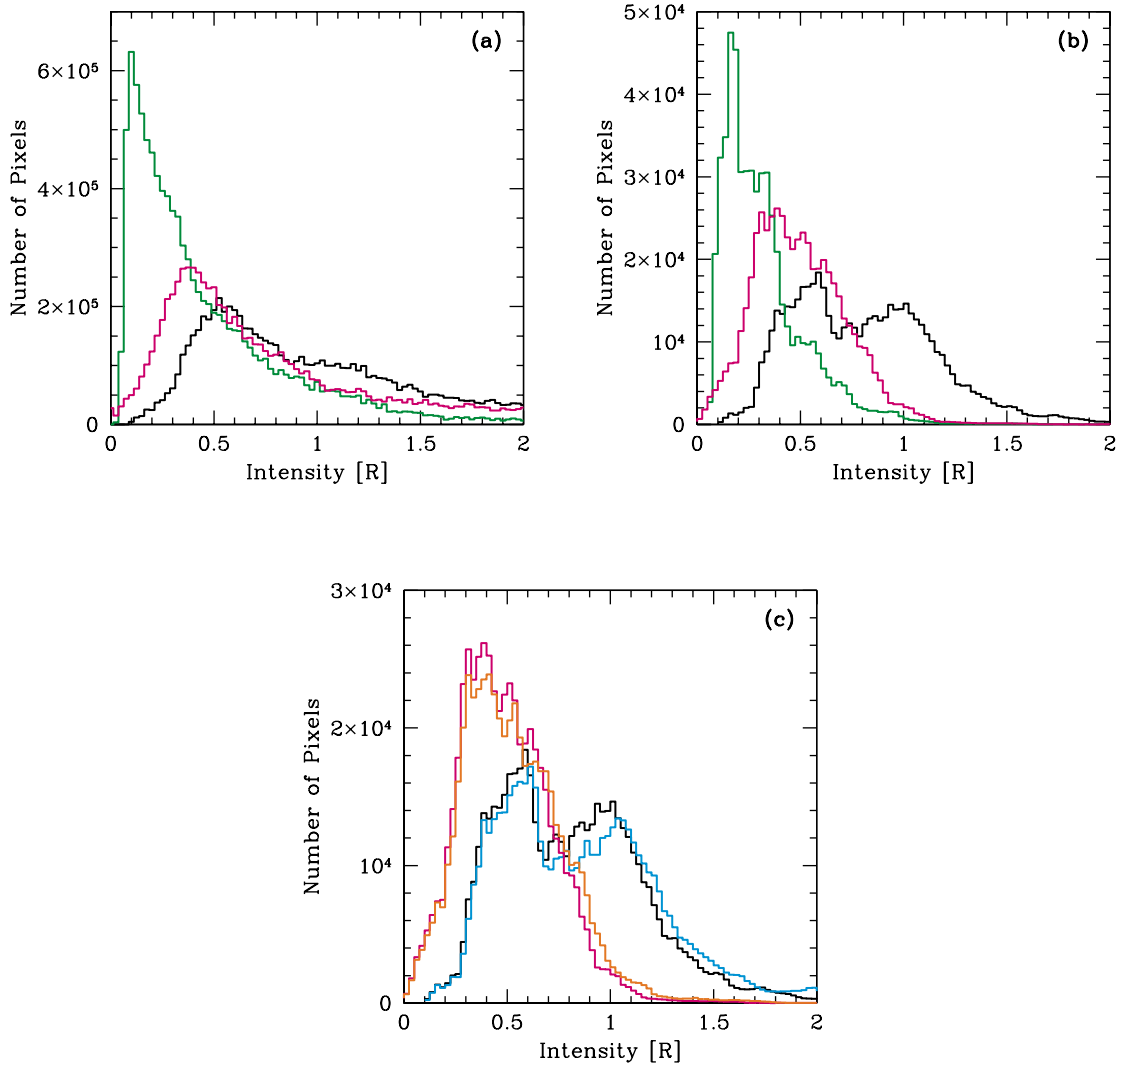 (a)
6×10⁵
4×10⁵
2×10⁵
0
Number of Pixels
0 0.5 1 1.5 2
Intensity [R]
(b)
5×10⁴
4×10⁴
3×10⁴
2×10⁴
10⁴
0
Number of Pixels
0 0.5 1 1.5 2
Intensity [R]
(c)
3×10⁴
2×10⁴
10⁴
0
Number of Pixels
0 0.5 1 1.5 2
Intensity [R]